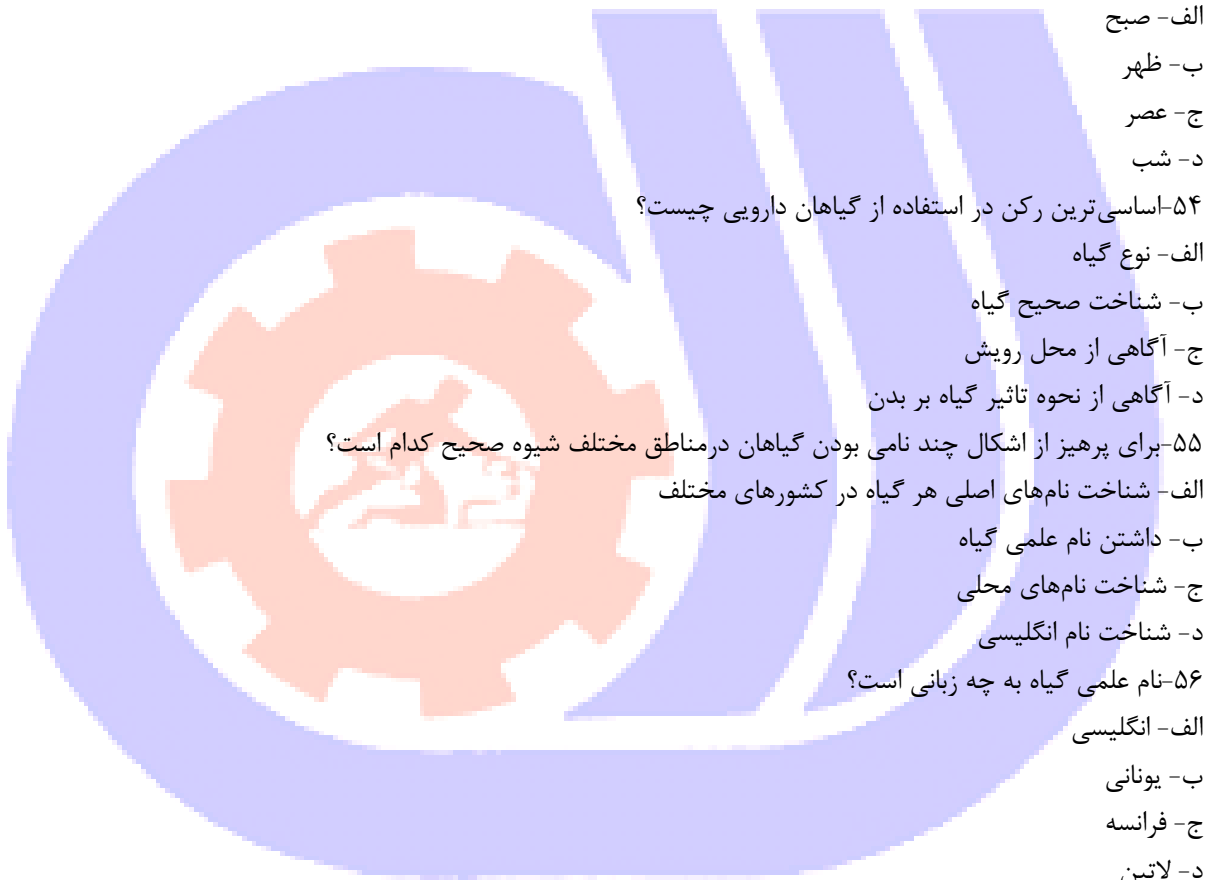 الف- صبح
ب- ظهر
ج- عصر
د- شب
۵۴-اساسی‌ترین رکن در استفاده از گیاهان دارویی چیست؟
الف- نوع گیاه
ب- شناخت صحیح گیاه
ج- آگاهی از محل رویش
د- آگاهی از نحوه تاثیر گیاه بر بدن
۵۵-برای پرهیز از اشکال چند نامی بودن گیاهان درمناطق مختلف شیوه صحیح کدام است؟
الف- شناخت نام‌های اصلی هر گیاه در کشورهای مختلف
ب- داشتن نام علمی گیاه
ج- شناخت نام‌های محلی
د- شناخت نام انگلیسی
۵۶-نام علمی گیاه به چه زبانی است؟
الف- انگلیسی
ب- یونانی
ج- فرانسه
د- لاتین